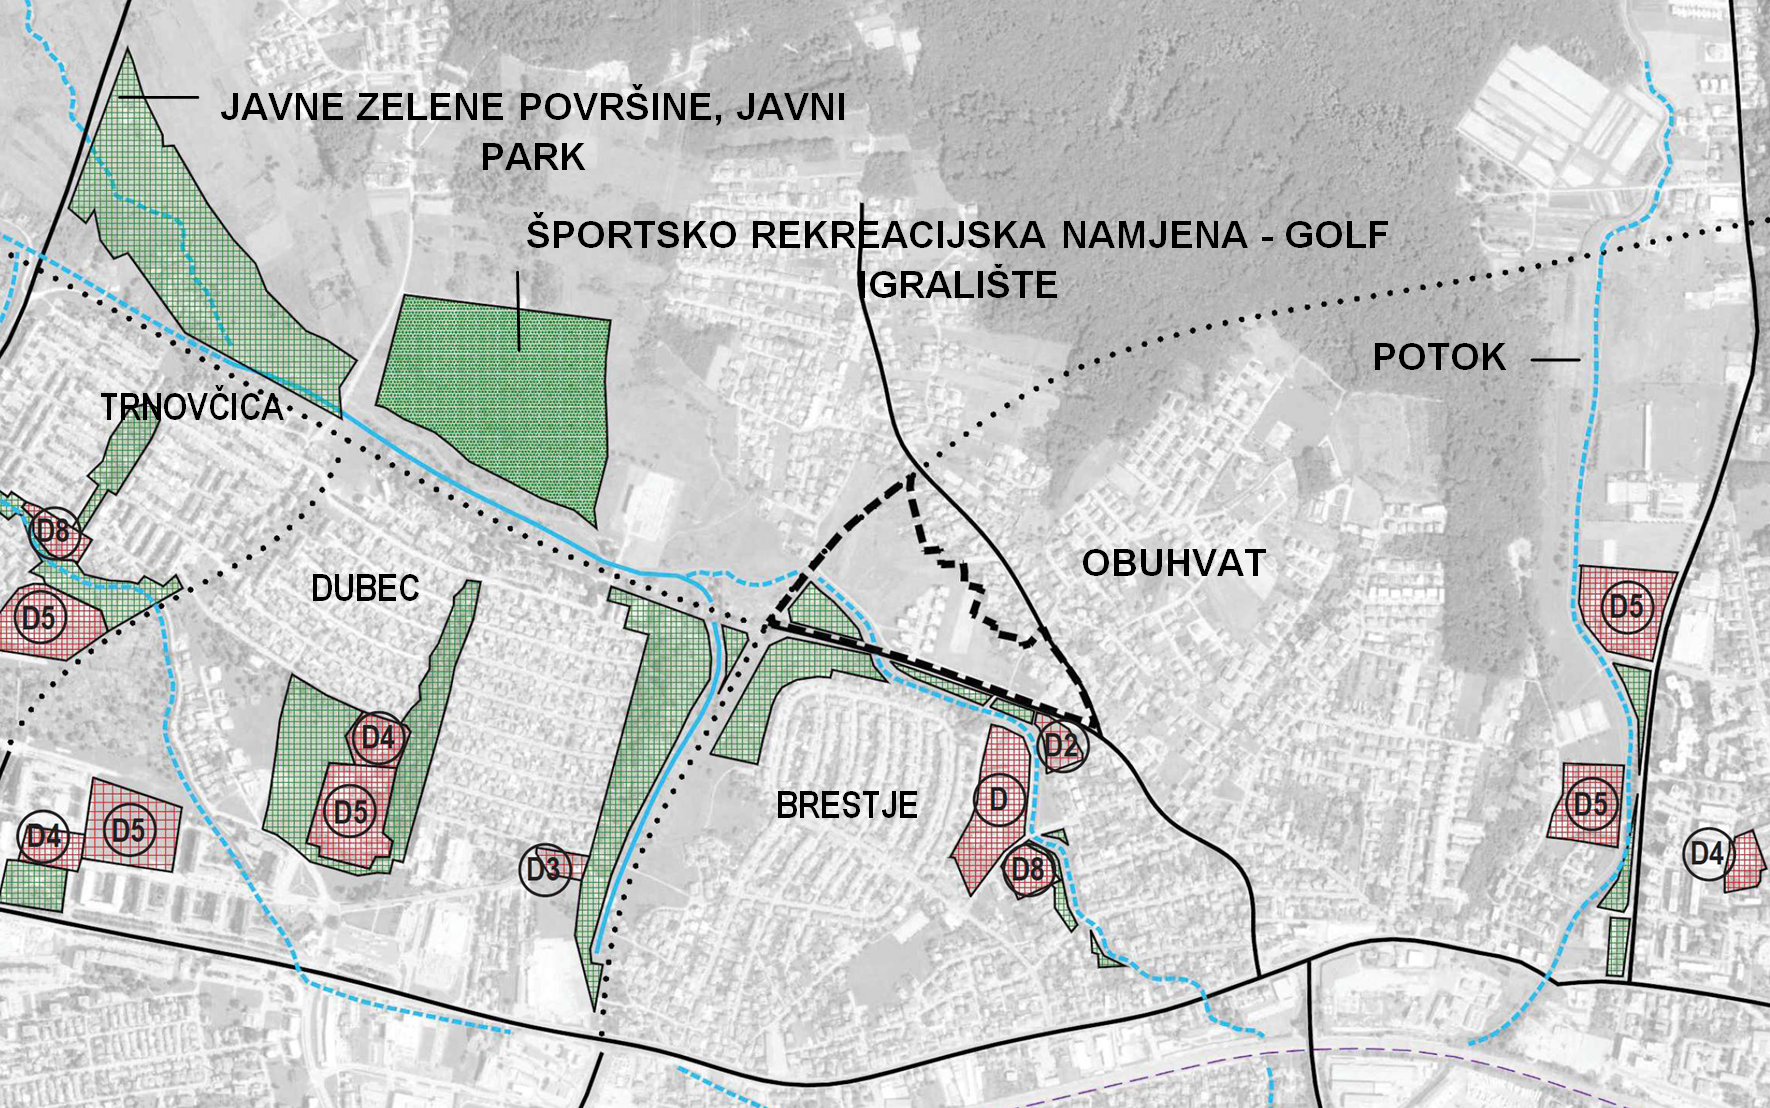 JAVNE ZELENE POVRŠINE, JAVNI
PARK
ŠPORTSKO REKREACIJSKA NAMJENA - GOLF
IGRALIŠTE
POTOK
TRNOVČICA
D8
DUBEC
OBUHVAT
D5
D5
D4
D2
D5
D5
D4
D5
BRESTJE
D
D5
D4
D3
D8